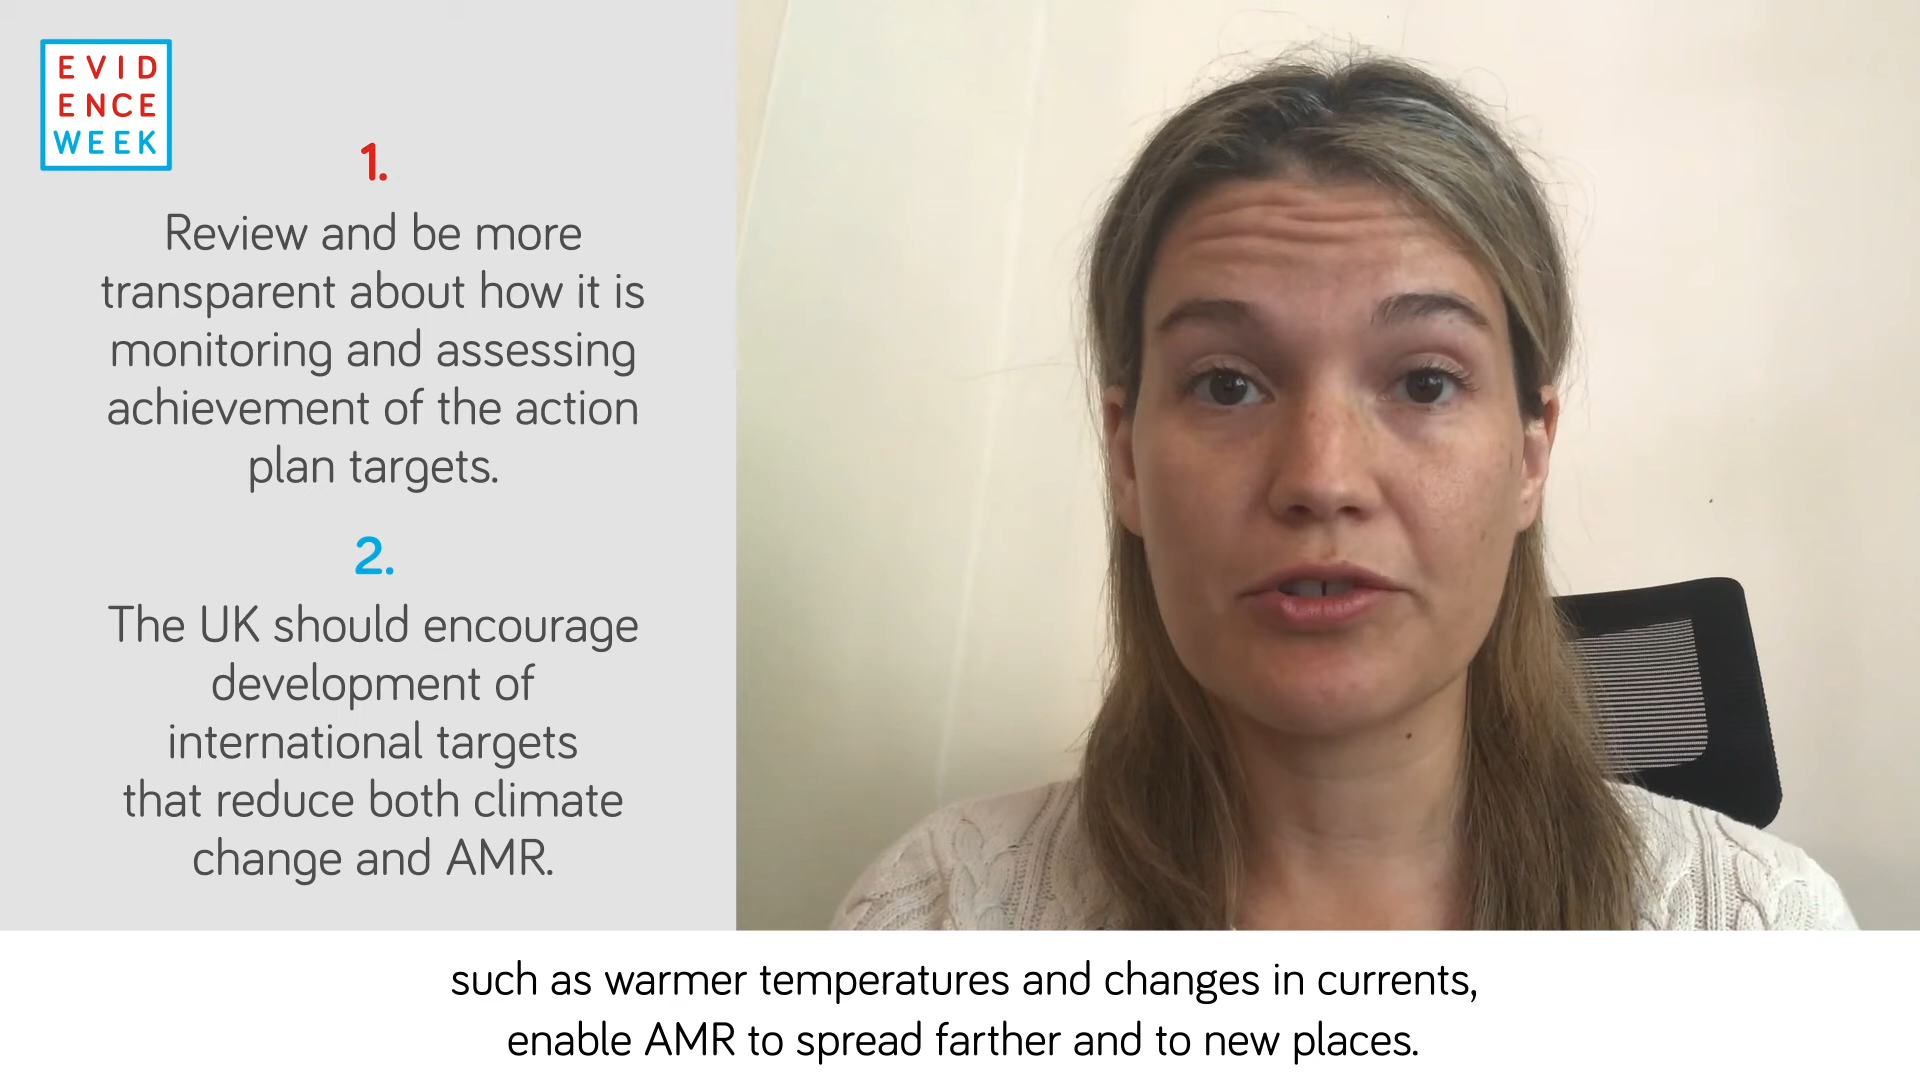 EVID
ENCE
WEEK
1.
Review and be more
transparent about how it is
monitoring and assessing
achievement of the action
plan targets.
2.
The UK should encourage
development of
international targets
that reduce both climate
change and AMR.
such as warmer temperatures and changes in currents,
enable AMR to spread farther and to new places.